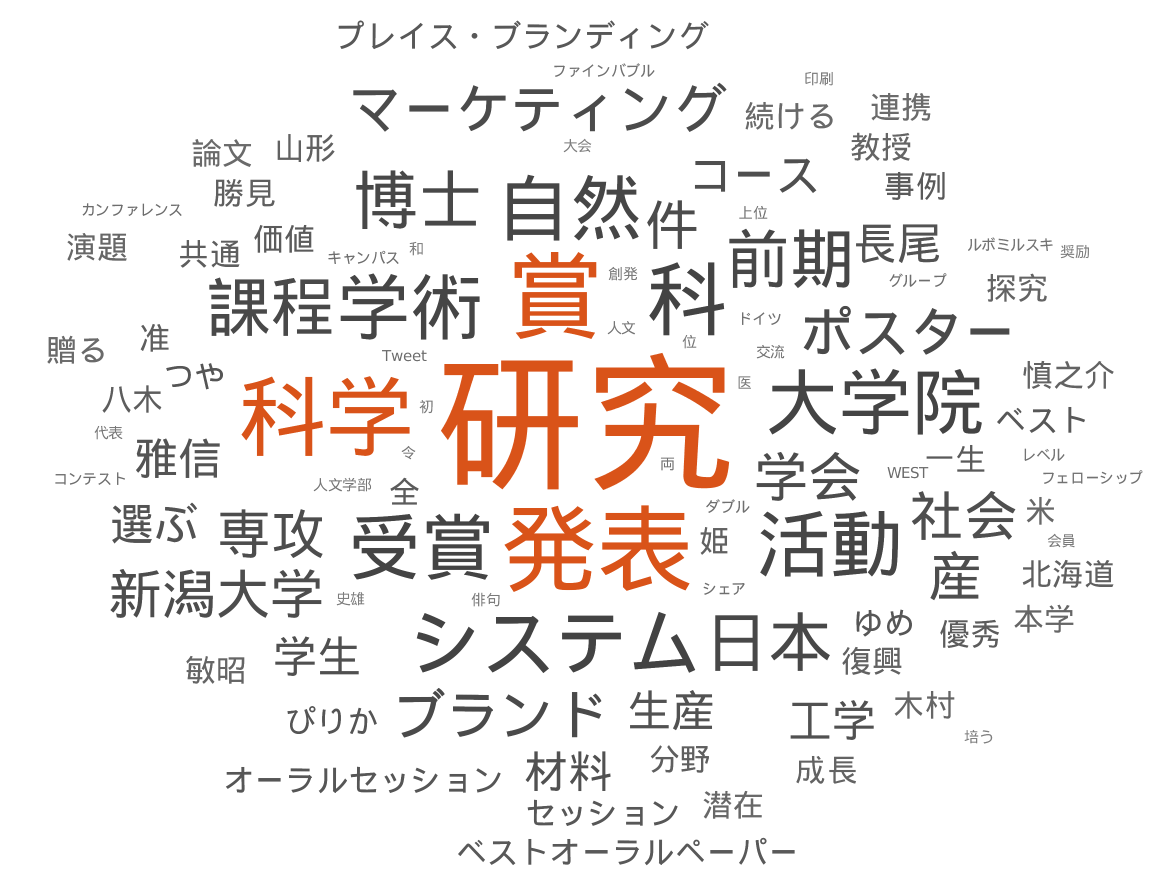 プレイス・ブランディング
ファインバブル
印刷
マーケティング
続ける
連携
大会
論文
山形
教授
コース
勝見
博士
自然
事例
カンファレンス
件
上位
演題
共通
価値
キャンパス
和
前期
長尾
ルボミルスキ
奨励
課程
学術
賞
創発
科
グループ
探究
人文
ドイツ
ポスター
贈る
准
Tweet
位
交流
つや
科学
研究
医
大学院
慎之介
八木
初
ベスト
代表
雅信
令
両
学会
一生
レベル
コンテスト
人文学部
全
WEST
フェローシップ
選ぶ
専攻
受賞
発表
ダブル
姫
活動
社会
米
会員
新潟大学
史雄
俳句
シェア
産
北海道
敏昭
学生
システム
日本
ゆめ
復興
優秀
本学
ぴりか
ブランド
生産
工学
木村
培う
オーラルセッション
材料
分野
成長
セッション
潜在
ベストオーラルペーパー